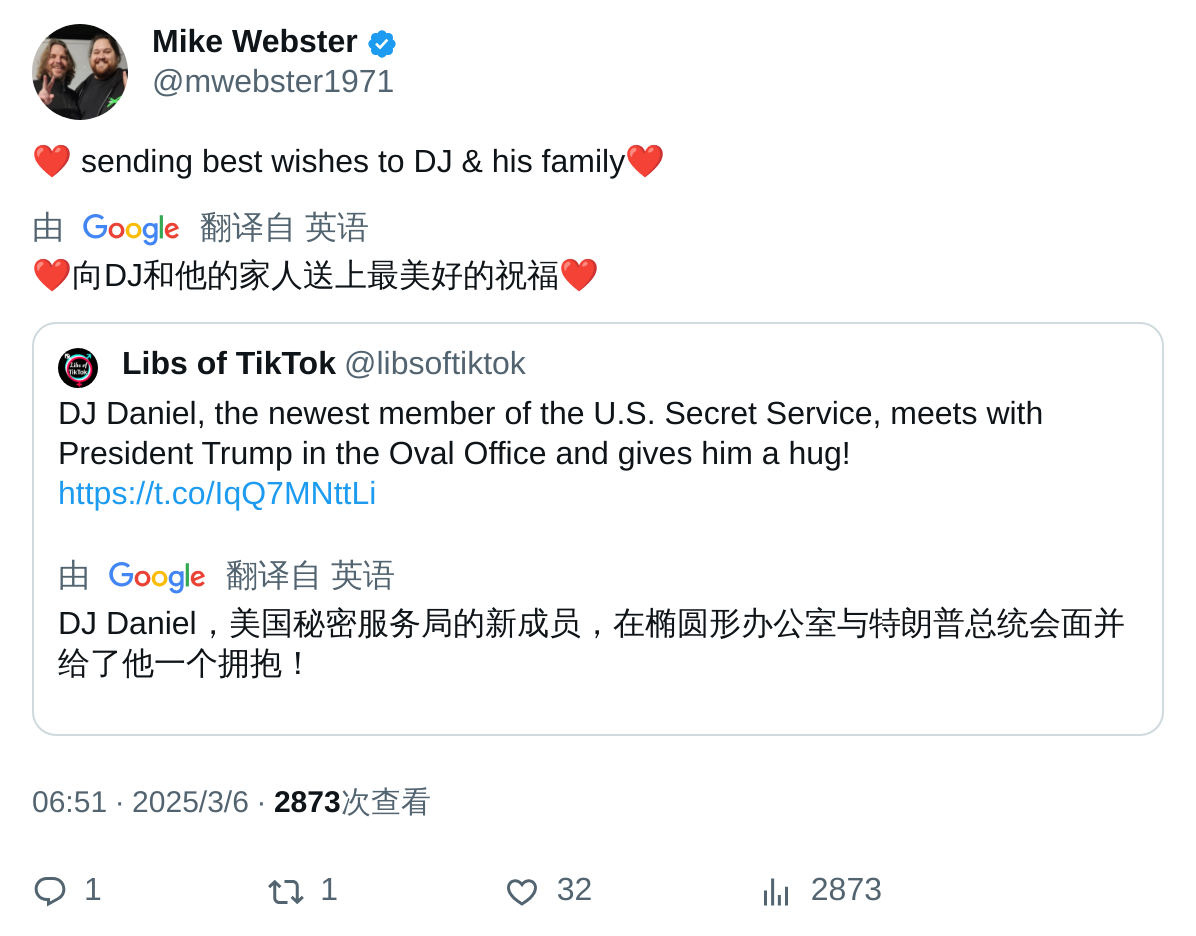 Mike Webster
@mwebster1971
❤️ sending best wishes to DJ & his family❤️
由 Google 翻译自 英语
❤️向DJ和他的家人送上最美好的祝福❤️
Libs of TikTok @libsoftiktok
DJ Daniel, the newest member of the U.S. Secret Service, meets with
President Trump in the Oval Office and gives him a hug!
https://t.co/IqQ7MNttLi
由 Google 翻译自 英语
DJ Daniel，美国秘密服务局的新成员，在椭圆形办公室与特朗普总统会面并
给了他一个拥抱！
06:51 · 2025/3/6 · 2873次查看
1 1 32 2873